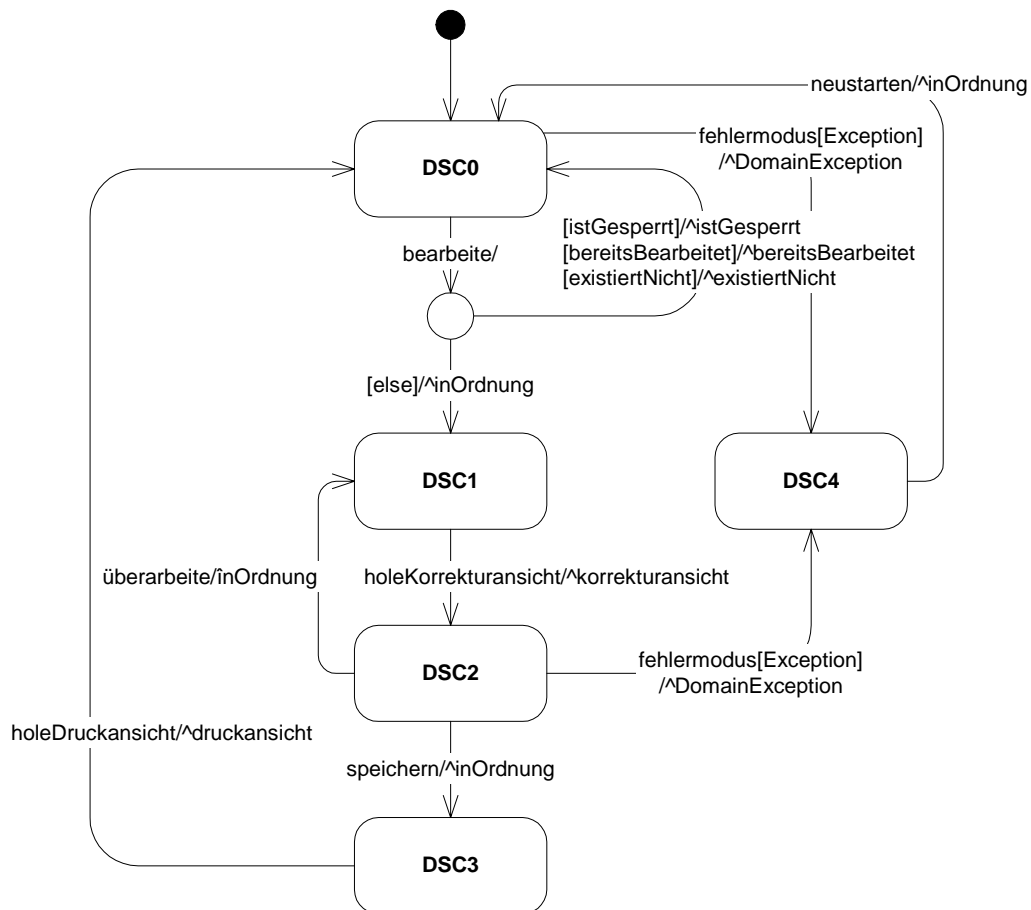 neustarten/^inOrdnung
fehlermodus[Exception]
/^DomainException
DSC0
[istGesperrt]/^istGesperrt
[bereitsBearbeitet]/^bereitsBearbeitet
[existiertNicht]/^existiertNicht
bearbeite/
[else]/^inOrdnung
DSC1
DSC4
überarbeite/înOrdnung
holeKorrekturansicht/^korrekturansicht
DSC2
fehlermodus[Exception]
/^DomainException
holeDruckansicht/^druckansicht
speichern/^inOrdnung
DSC3